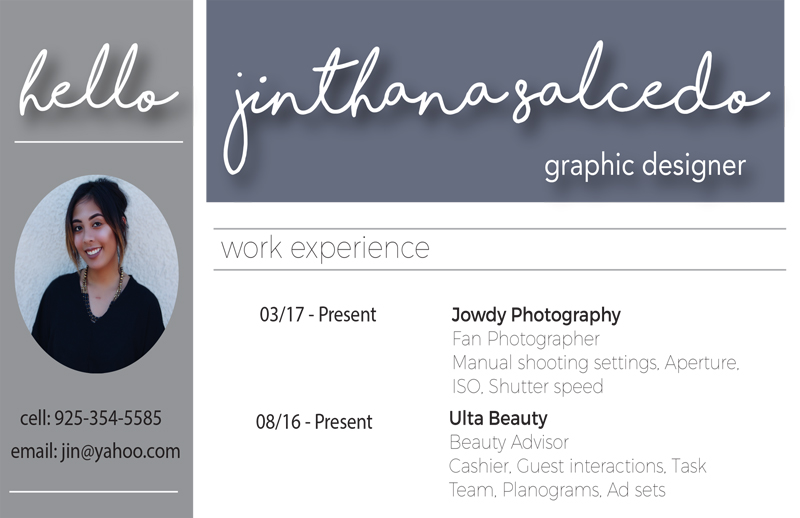 hello
cell: 925-354-5585
email: jin@yahoo.com
jinthana salcedo
graphic designer
work experience
03/17 - Present
Jowdy Photography
Fan Photographer
Manual shooting settings, Aperture,
ISO, Shutter speed
08/16 - Present
Ulta Beauty
Beauty Advisor
Cashier, Guest interactions, Task
Team, Planograms, Ad sets